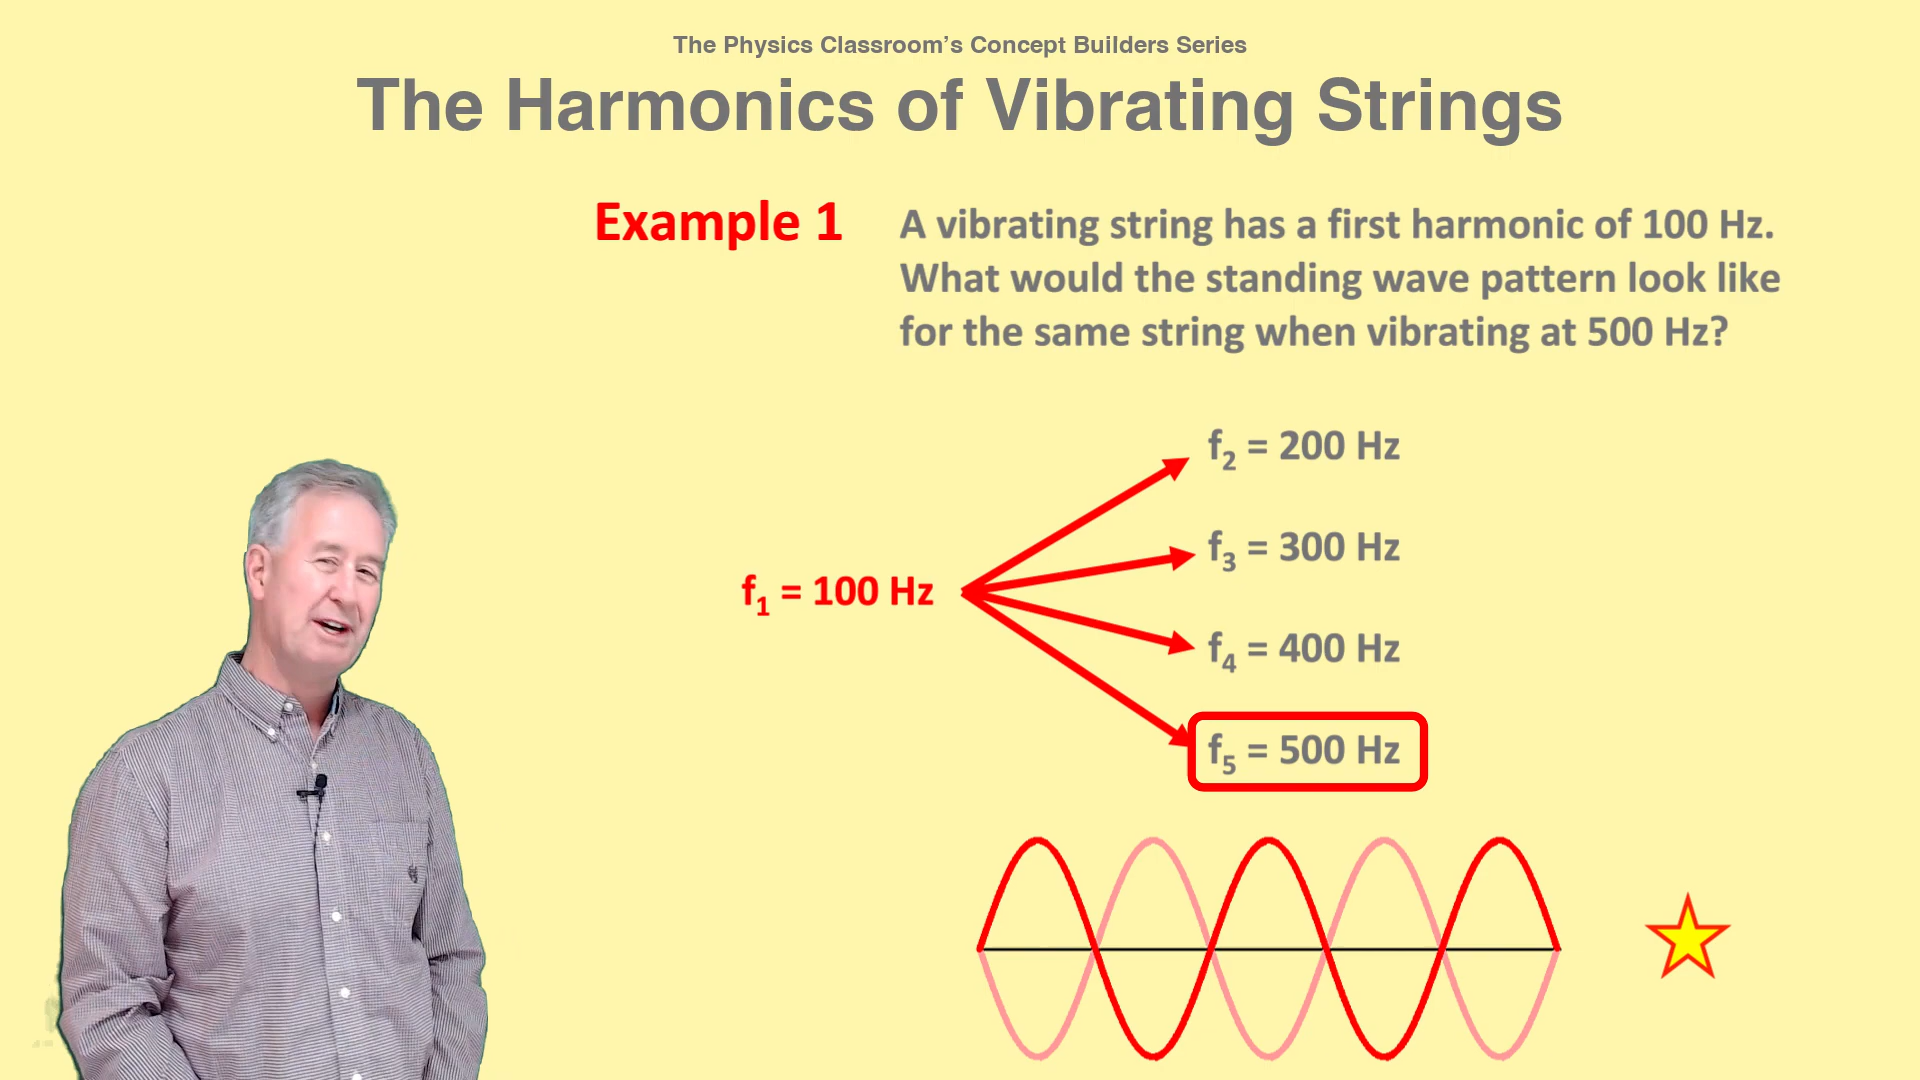 The Physics Classroom’s Concept Builders Series
The Harmonics of Vibrating Strings
Example 1
A vibrating string has a first harmonic of 100 Hz.
What would the standing wave pattern look like
for the same string when vibrating at 500 Hz?
f₂ = 200 Hz
f₃ = 300 Hz
f₁ = 100 Hz
f₄ = 400 Hz
f₅ = 500 Hz